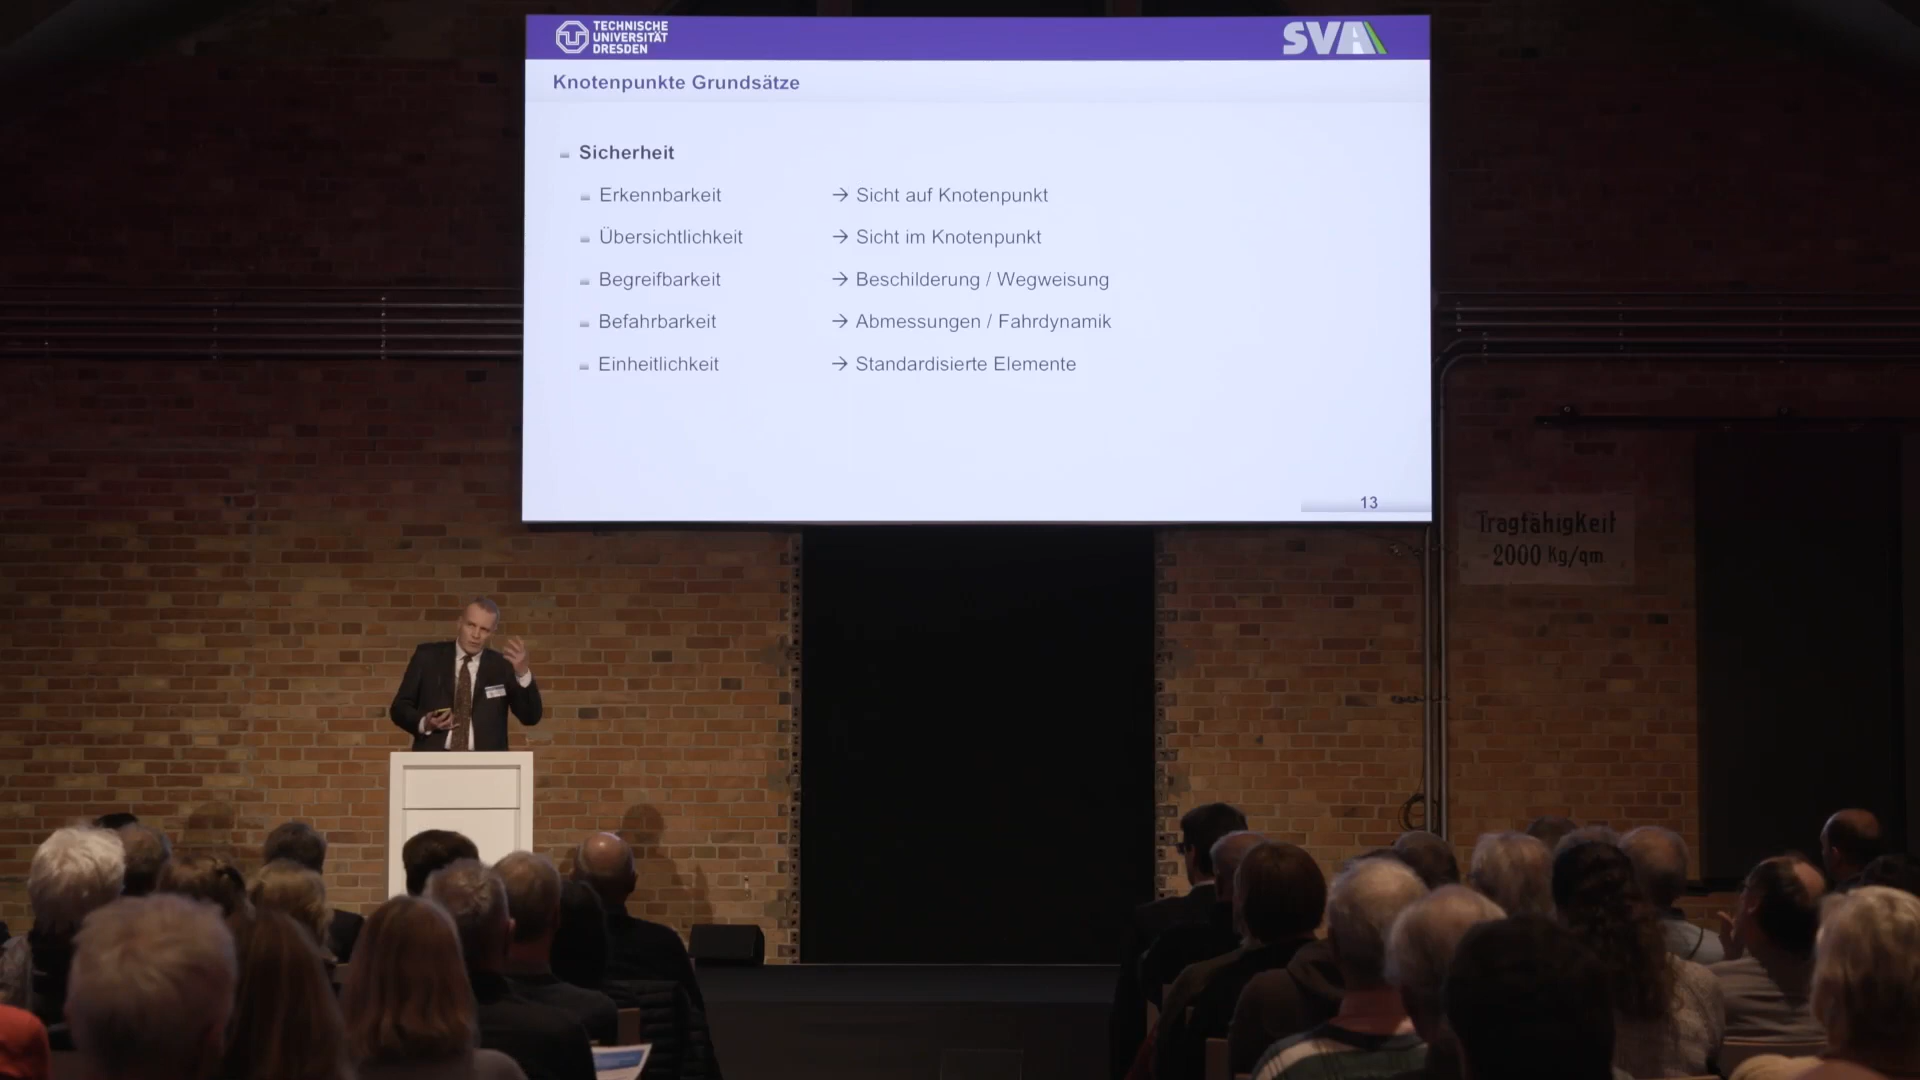 TECHNISCHE
UNIVERSITÄT
DRESDEN
SVA
Knotenpunkte Grundsätze
Sicherheit
Erkennbarkeit → Sicht auf Knotenpunkt
Übersichtlichkeit → Sicht im Knotenpunkt
Begreifbarkeit → Beschilderung / Wegweisung
Befahrbarkeit → Abmessungen / Fahrdynamik
Einheitlichkeit → Standardisierte Elemente
13
Tragfähigkeit
2000 Kg/qm